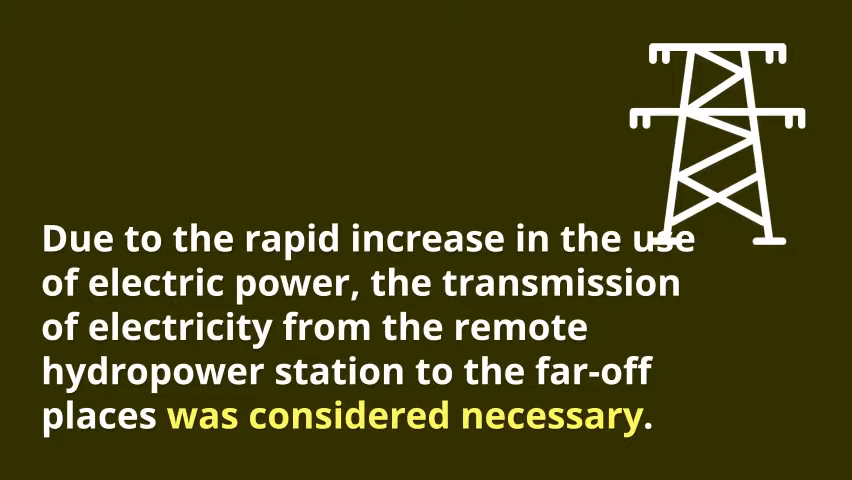 Due to the rapid increase in the use
of electric power, the transmission
of electricity from the remote
hydropower station to the far-off
places was considered necessary.